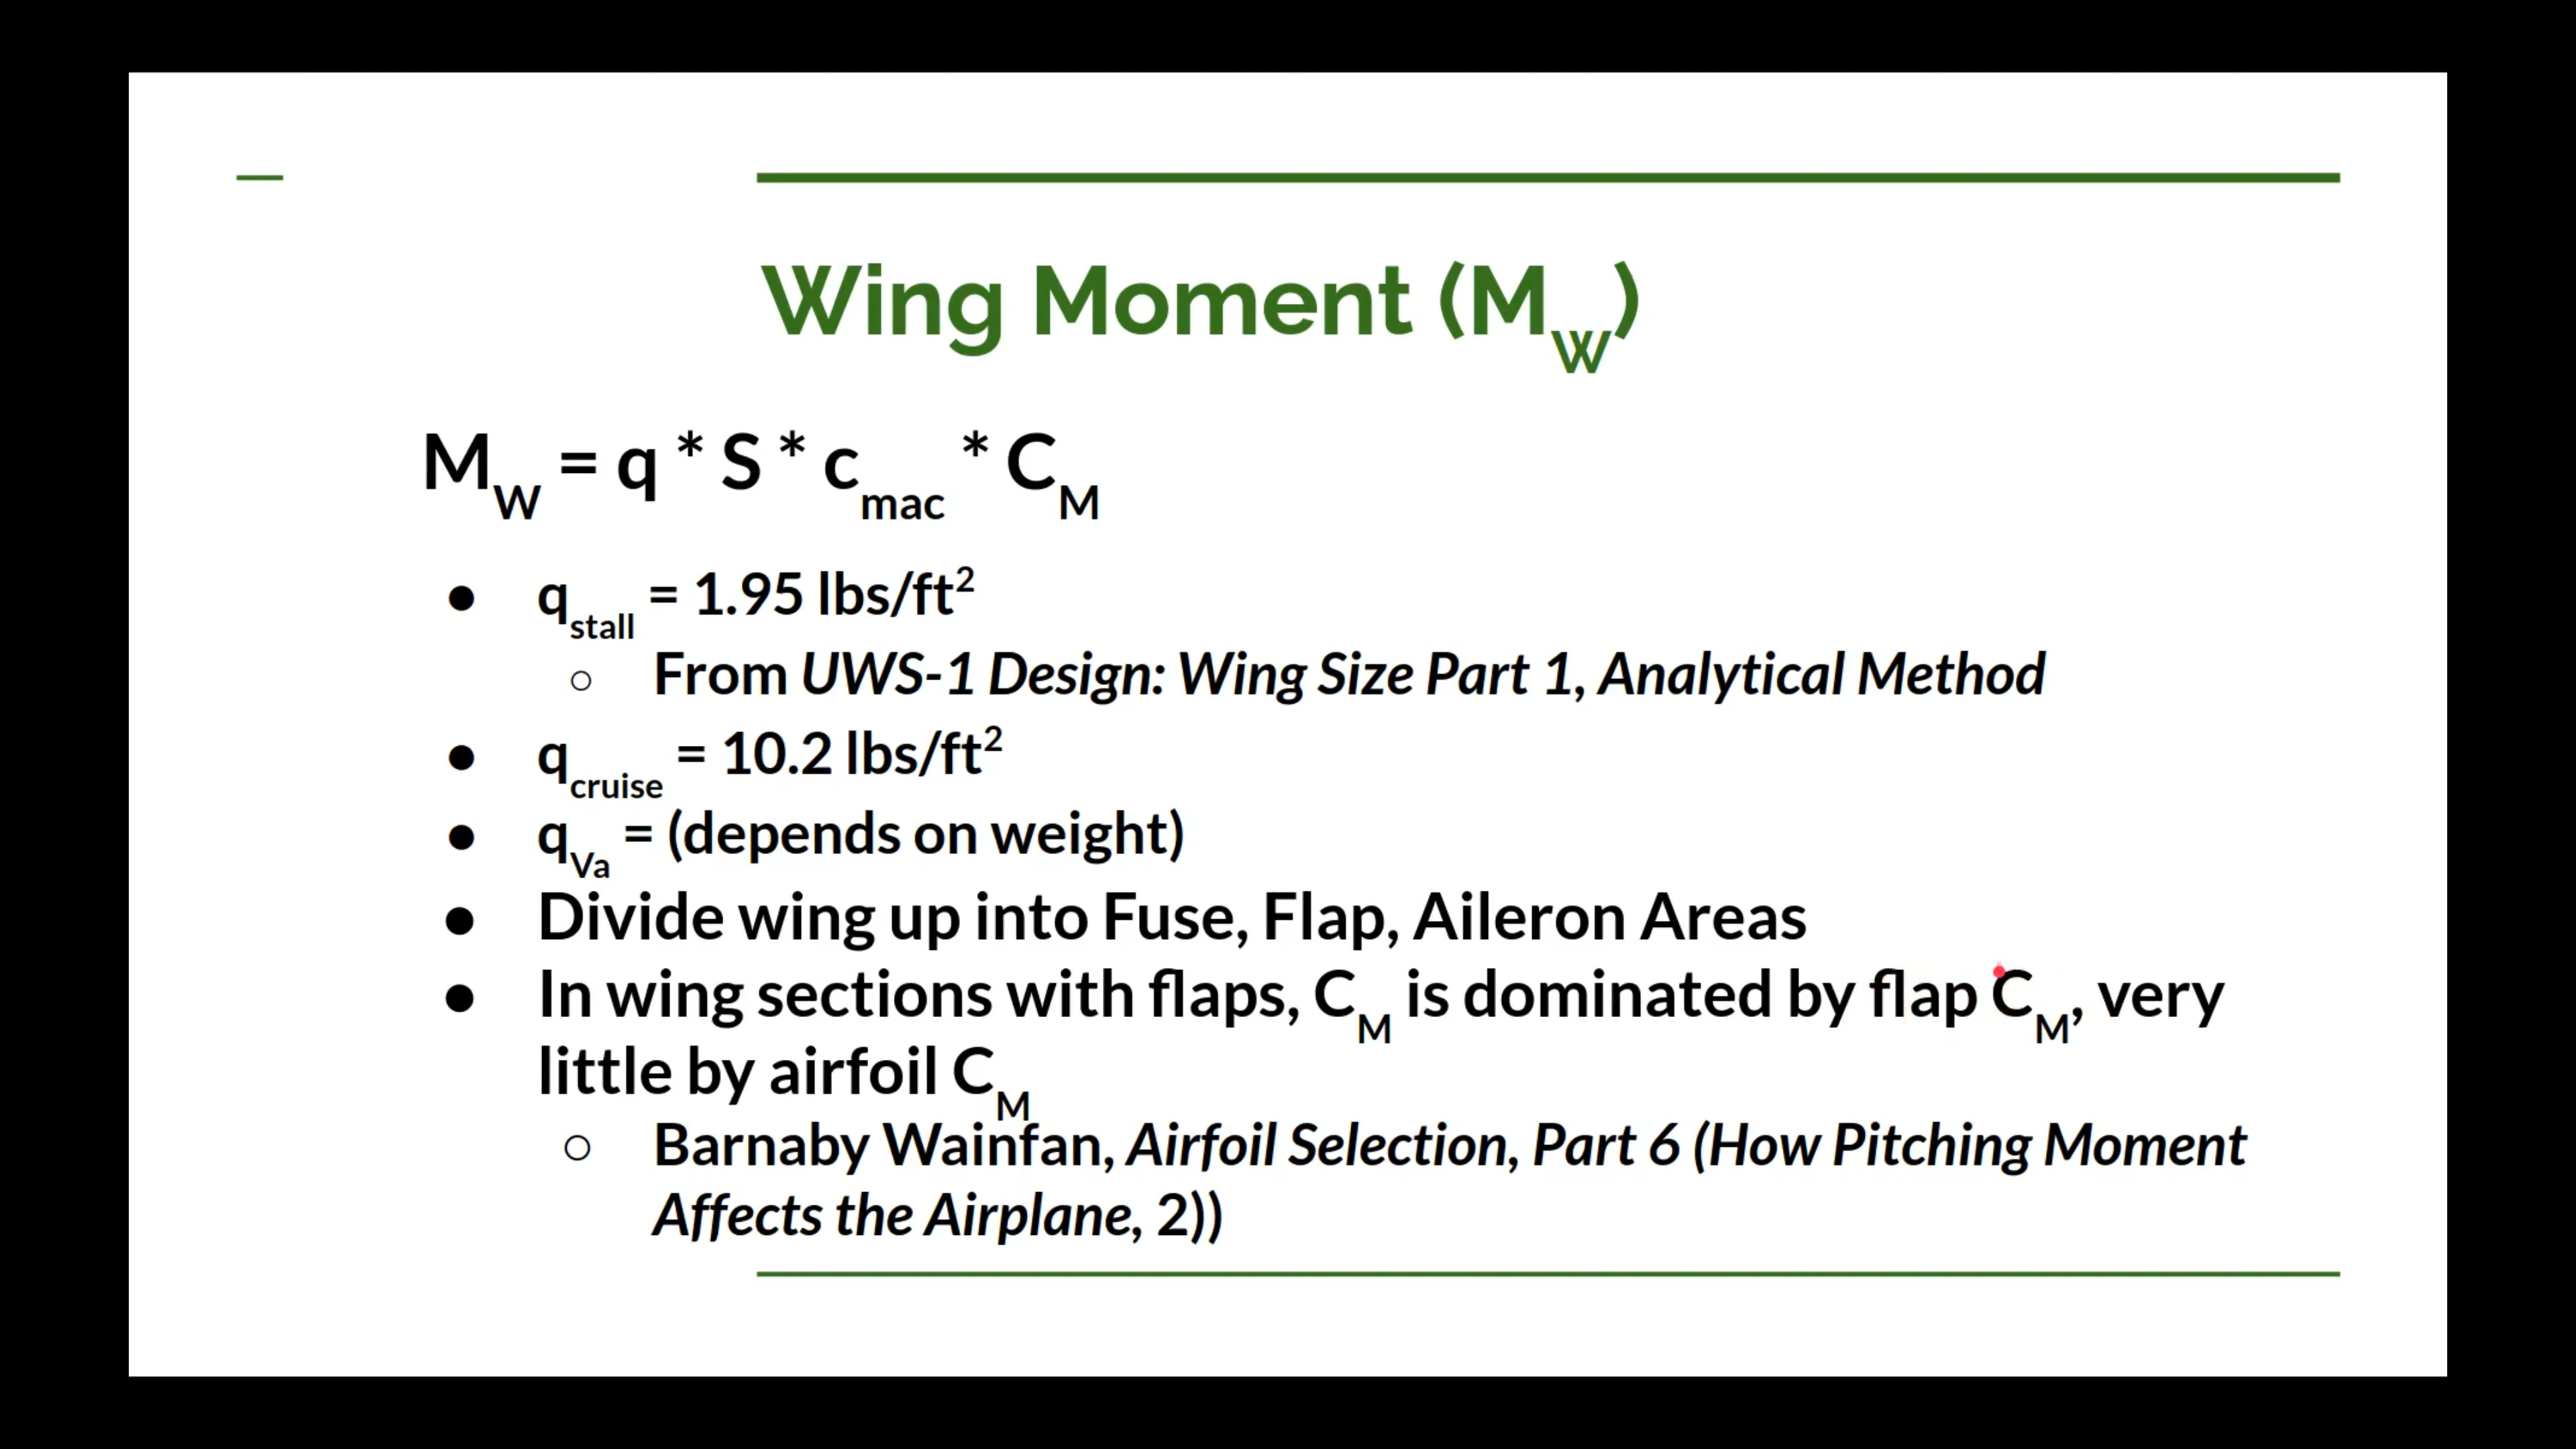 Wing Moment (M_W)
M_W = q * S * c_mac * C_M
● q_stall = 1.95 lbs/ft²
○ From UWS-1 Design: Wing Size Part 1, Analytical Method
● q_cruise = 10.2 lbs/ft²
● q_Va = (depends on weight)
● Divide wing up into Fuse, Flap, Aileron Areas
● In wing sections with flaps, C_M is dominated by flap C_M, very
little by airfoil C_M
○ Barnaby Wainfan, Airfoil Selection, Part 6 (How Pitching Moment
Affects the Airplane, 2))